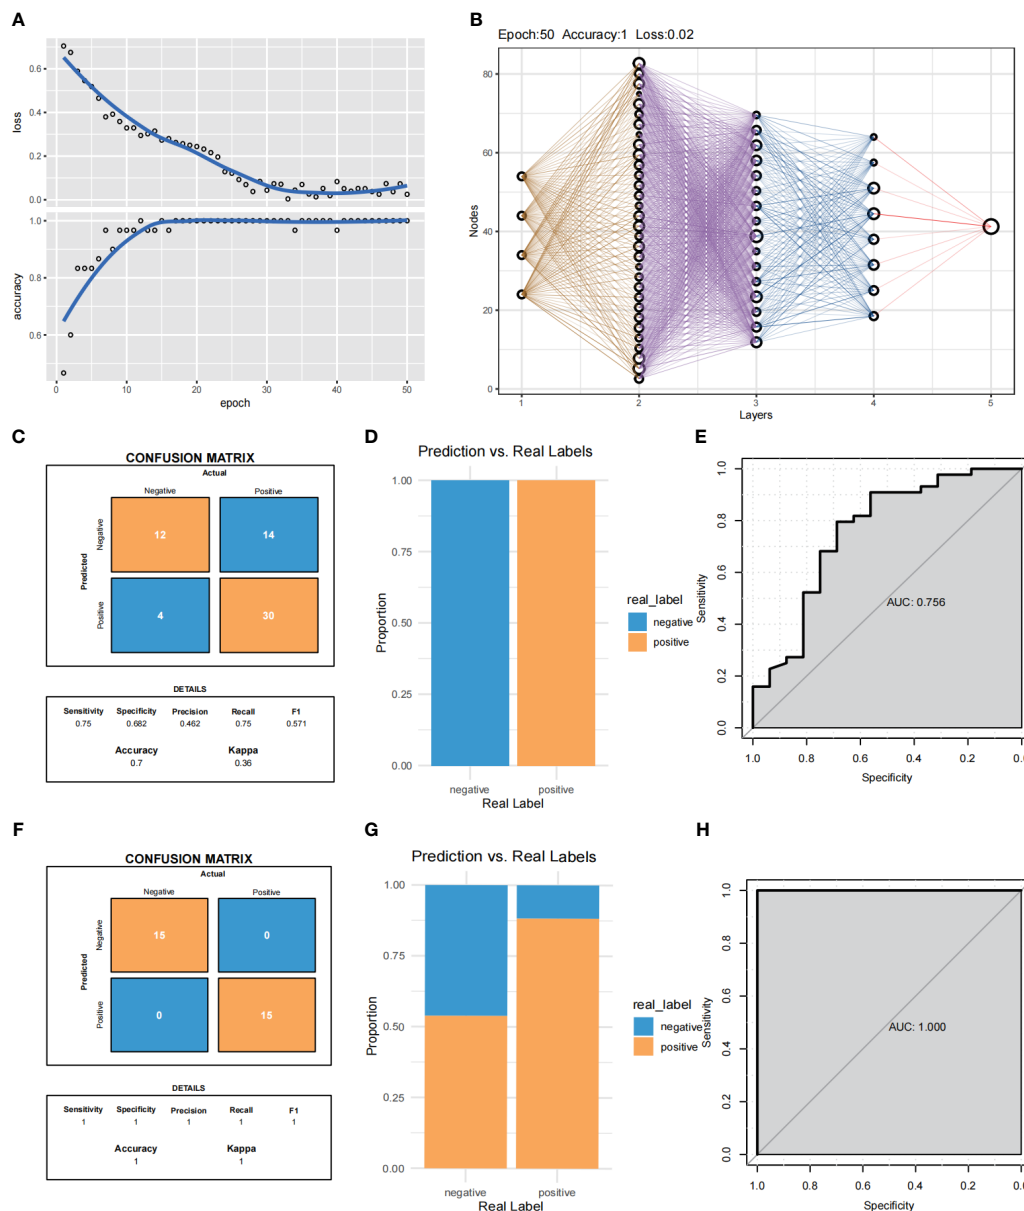 A
loss
0.6
0.4
0.2
0.0
accuracy
1.0
0.8
0.6
0 10 20 30 40 50
epoch
B
Epoch:50 Accuracy:1 Loss:0.02
Nodes
80
60
40
20
0
1 2 3 4 5
Layers
C
CONFUSION MATRIX
Actual
Negative Positive
Predicted
Negative
12 14
Positive
4 30
DETAILS
Sensitivity Specificity Precision Recall F1
0.75 0.682 0.462 0.75 0.571
Accuracy Kappa
0.7 0.36
D
Prediction vs. Real Labels
Proportion
1.00
0.75
0.50
0.25
0.00
negative positive
Real Label
real_label
negative
positive
E
Sensitivity
1.0
0.8
0.6
0.4
0.2
0.0
AUC: 0.756
1.0 0.8 0.6 0.4 0.2 0.0
Specificity
F
CONFUSION MATRIX
Actual
Negative Positive
Predicted
Negative
15 0
Positive
0 15
DETAILS
Sensitivity Specificity Precision Recall F1
1 1 1 1 1
Accuracy Kappa
1 1
G
Prediction vs. Real Labels
Proportion
1.00
0.75
0.50
0.25
0.00
negative positive
Real Label
real_label
negative
positive
H
Sensitivity
1.0
0.8
0.6
0.4
0.2
0.0
AUC: 1.000
1.0 0.8 0.6 0.4 0.2
Specificity